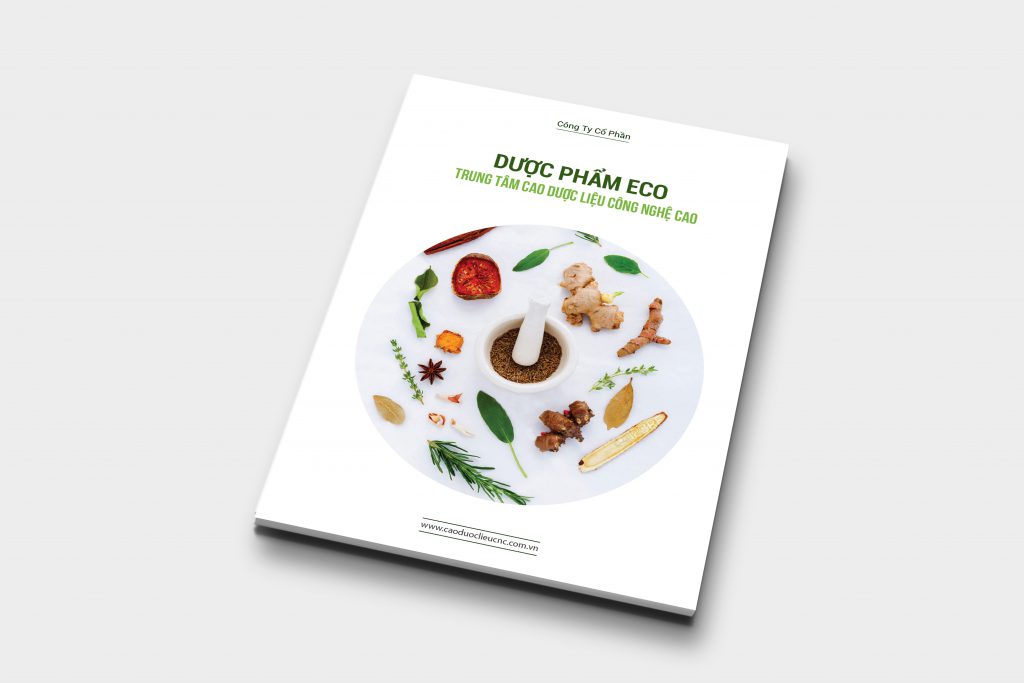 Công Ty Cổ Phần
DƯỢC PHẨM ECO
TRUNG TÂM CAO DƯỢC LIỆU CÔNG NGHỆ CAO
www.caoduoclieucnc.com.vn